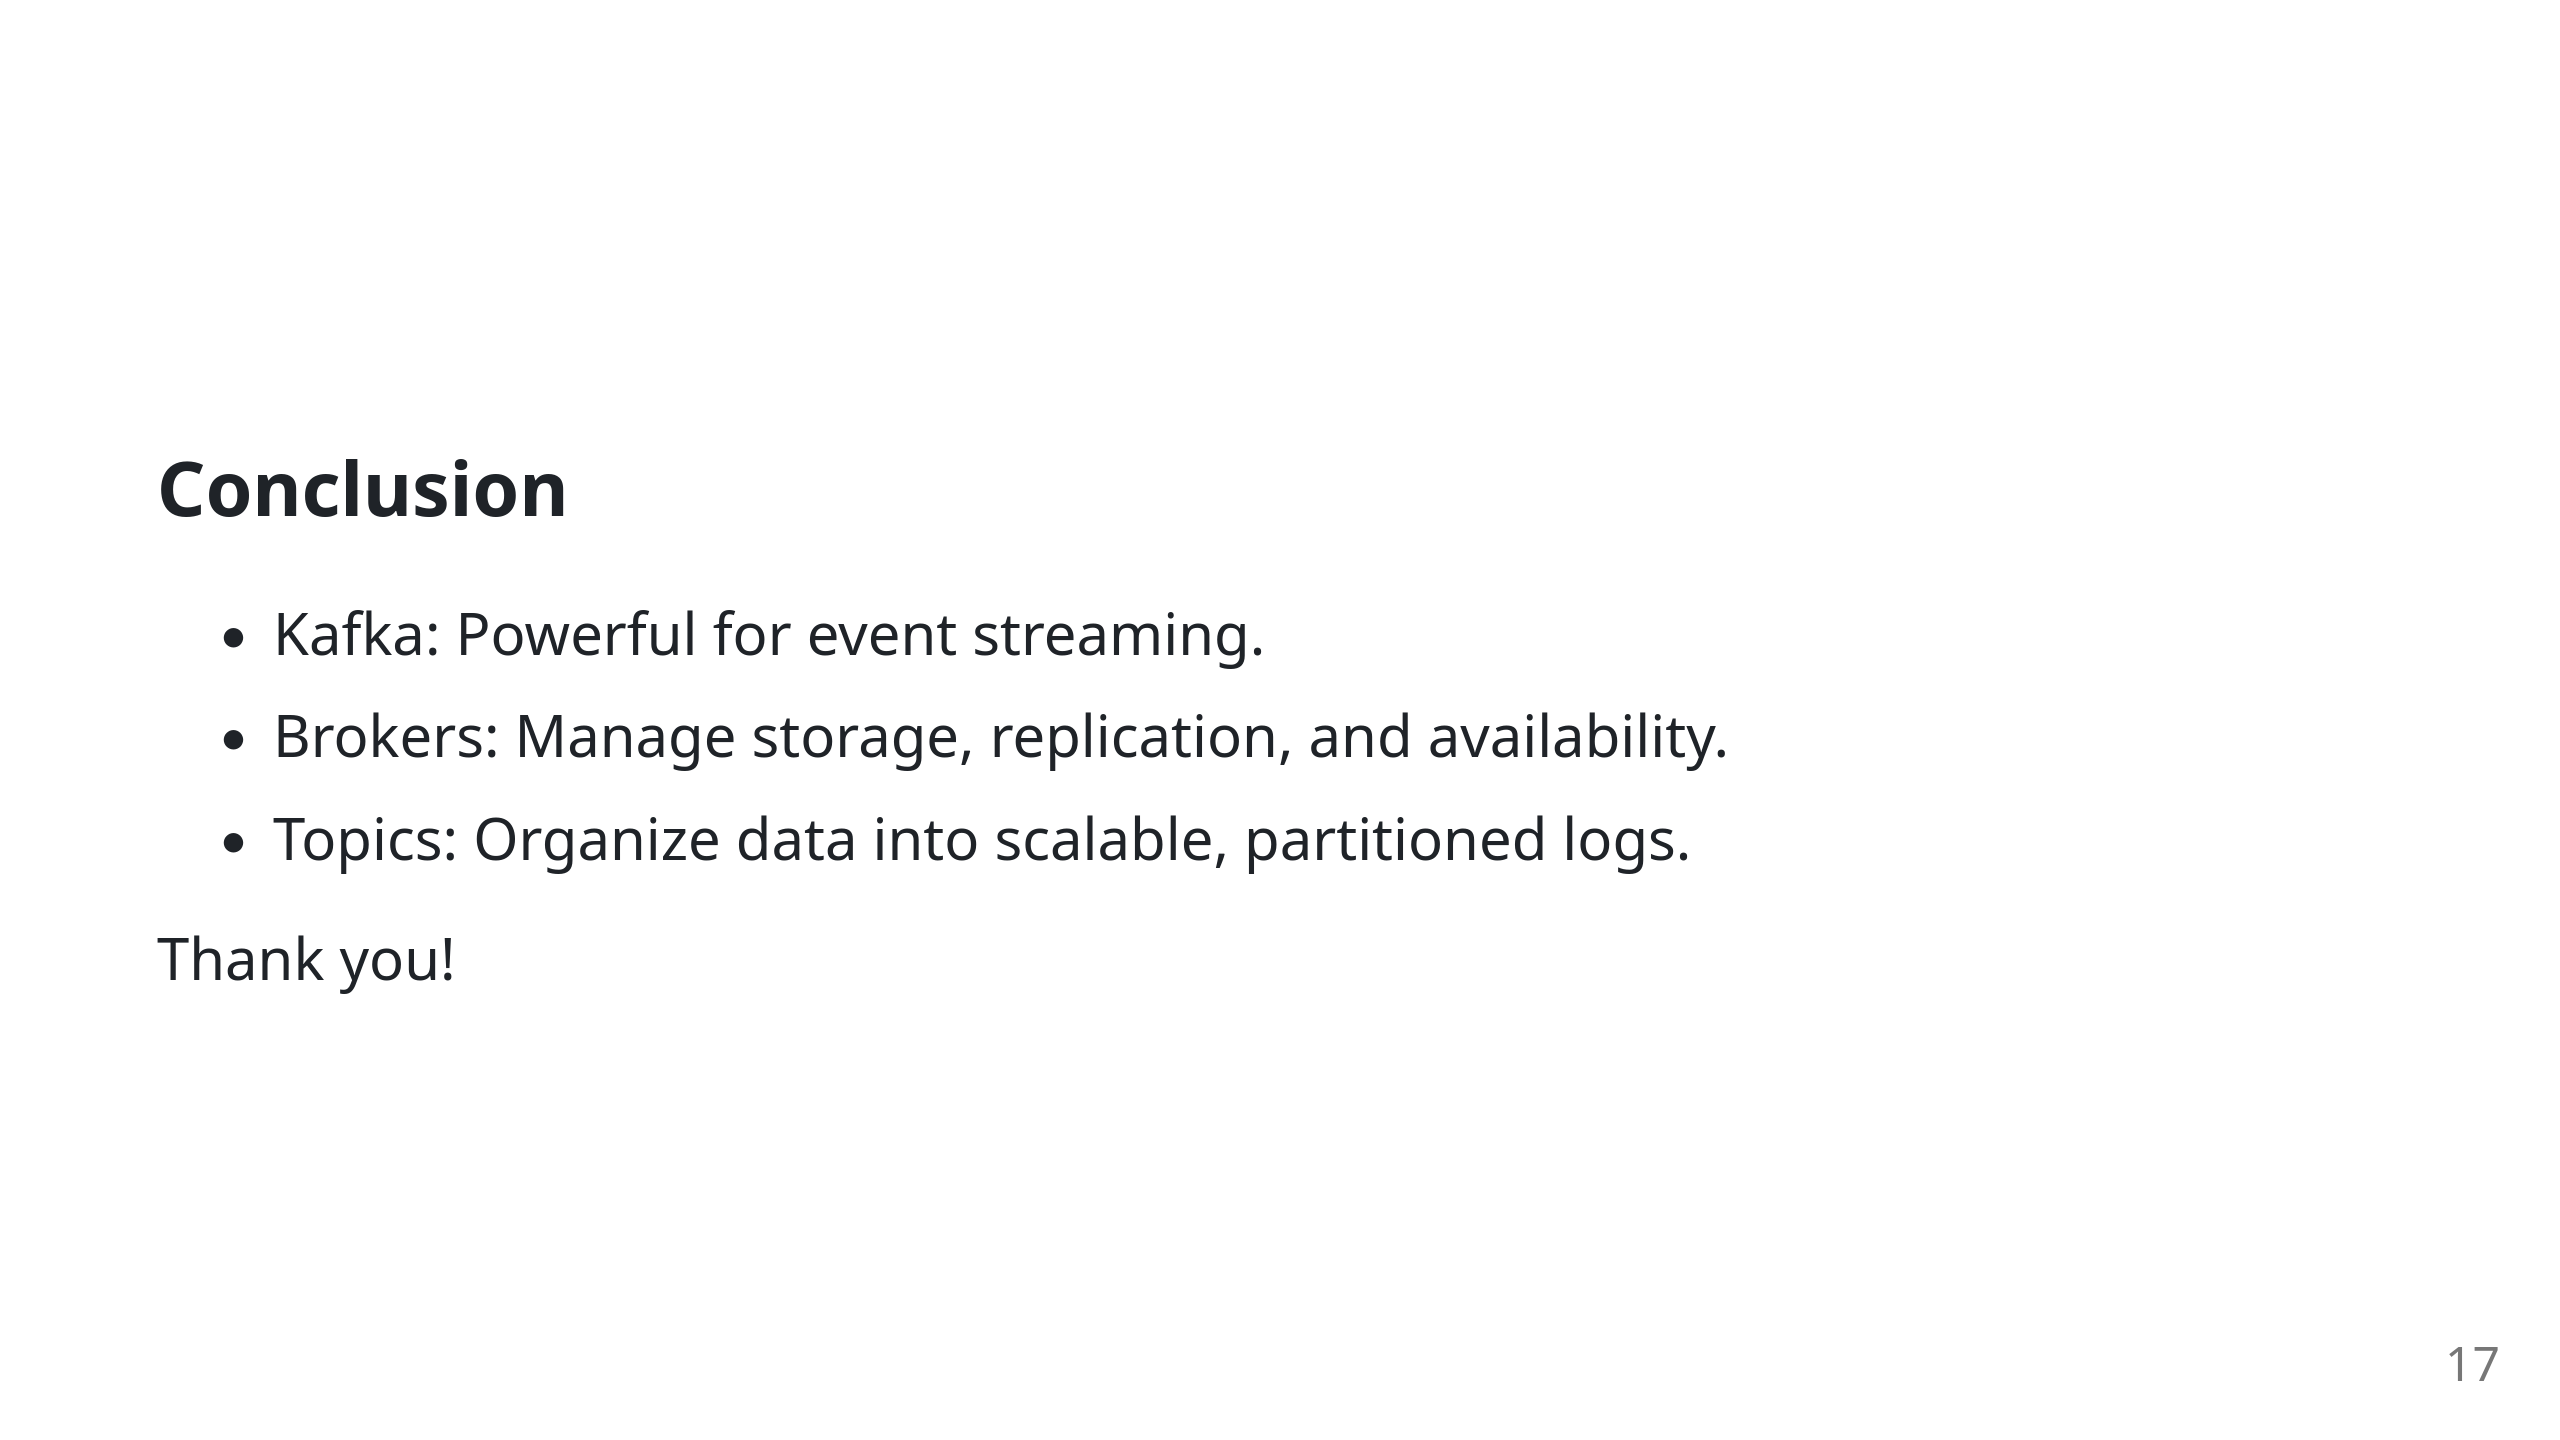 Conclusion
• Kafka: Powerful for event streaming.
• Brokers: Manage storage, replication, and availability.
• Topics: Organize data into scalable, partitioned logs.
Thank you!
17